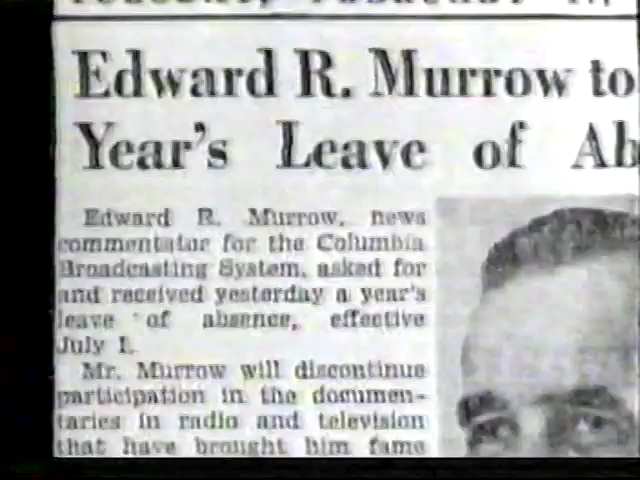 Edward R. Murrow to
Year's Leave of Ab
Edward R. Murrow, news
commentator for the Columbia
Broadcasting System, asked for
and received yesterday a year's
leave of absence, effective
July 1.
Mr. Murrow will discontinue
participation in the documen-
taries in radio and television
that have brought him fame